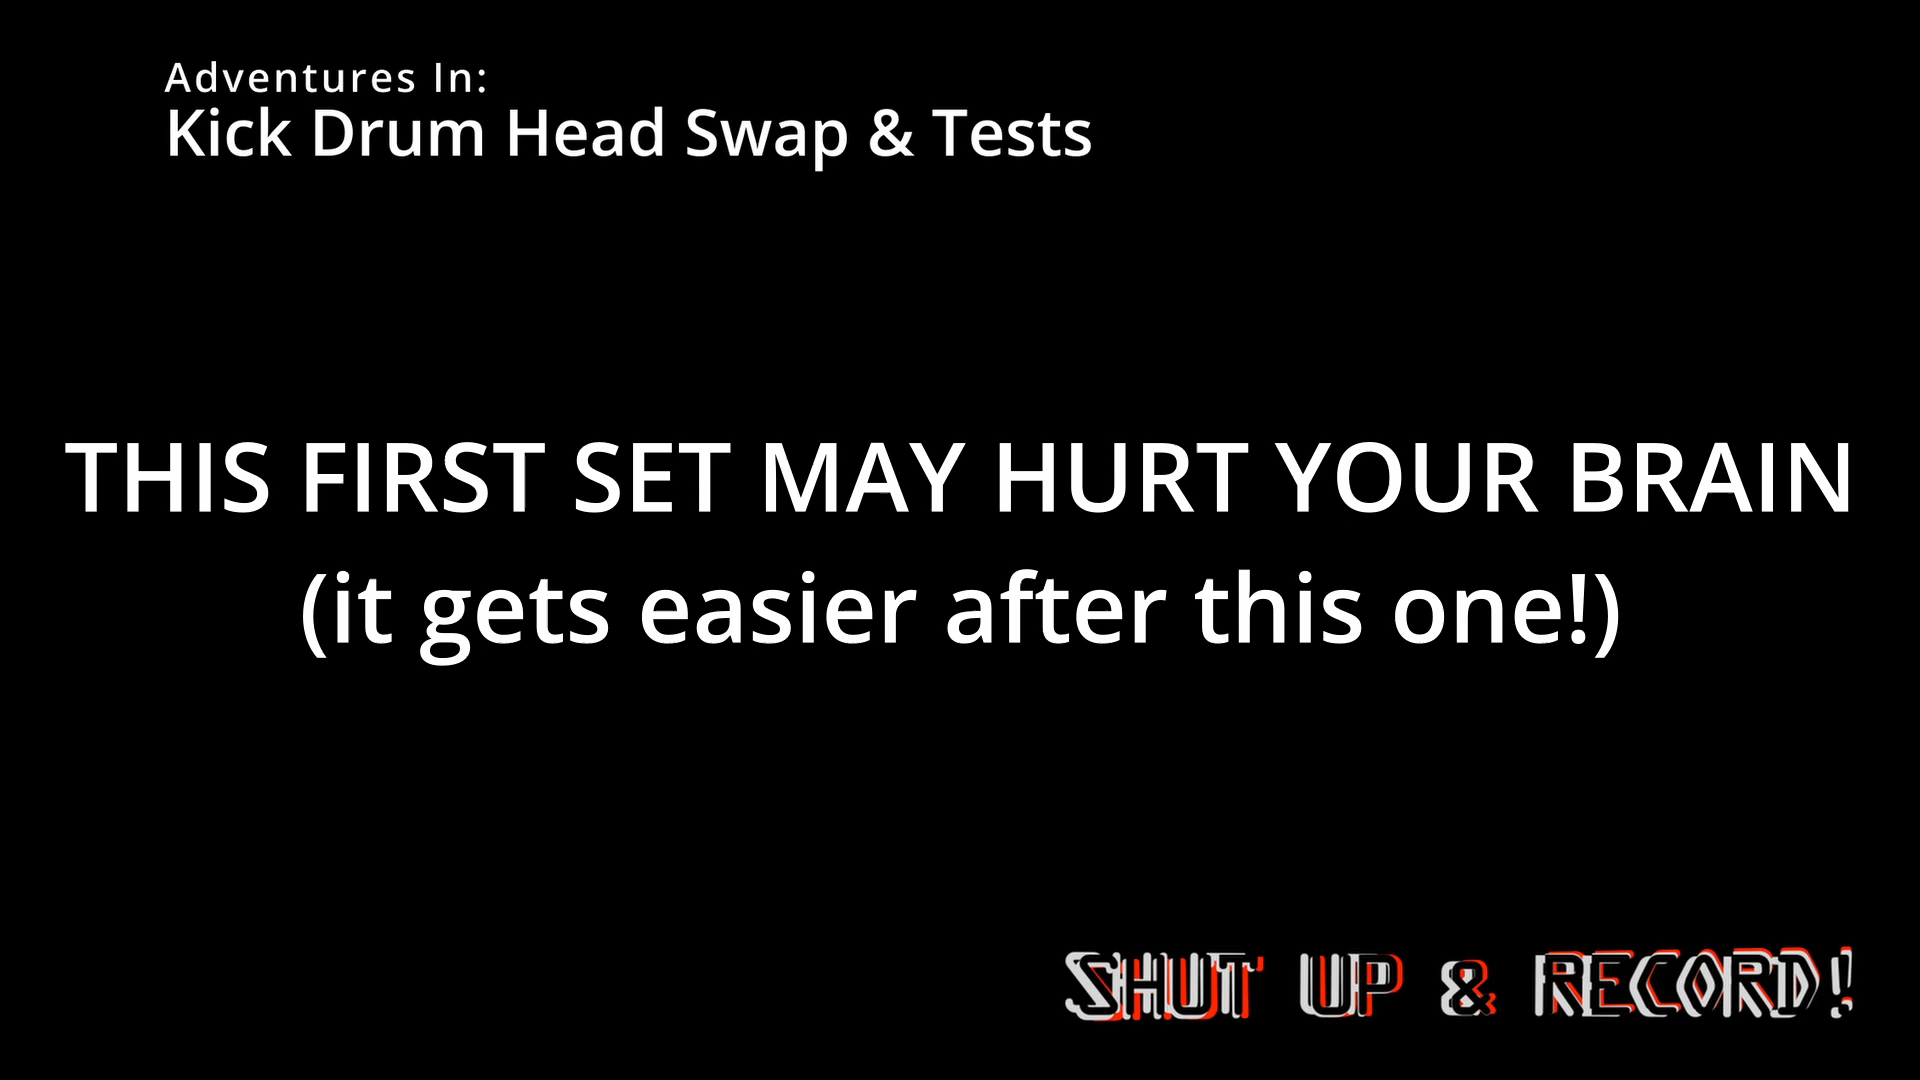 Adventures In:
Kick Drum Head Swap & Tests
THIS FIRST SET MAY HURT YOUR BRAIN
(it gets easier after this one!)
SHUT UP & RECORD!